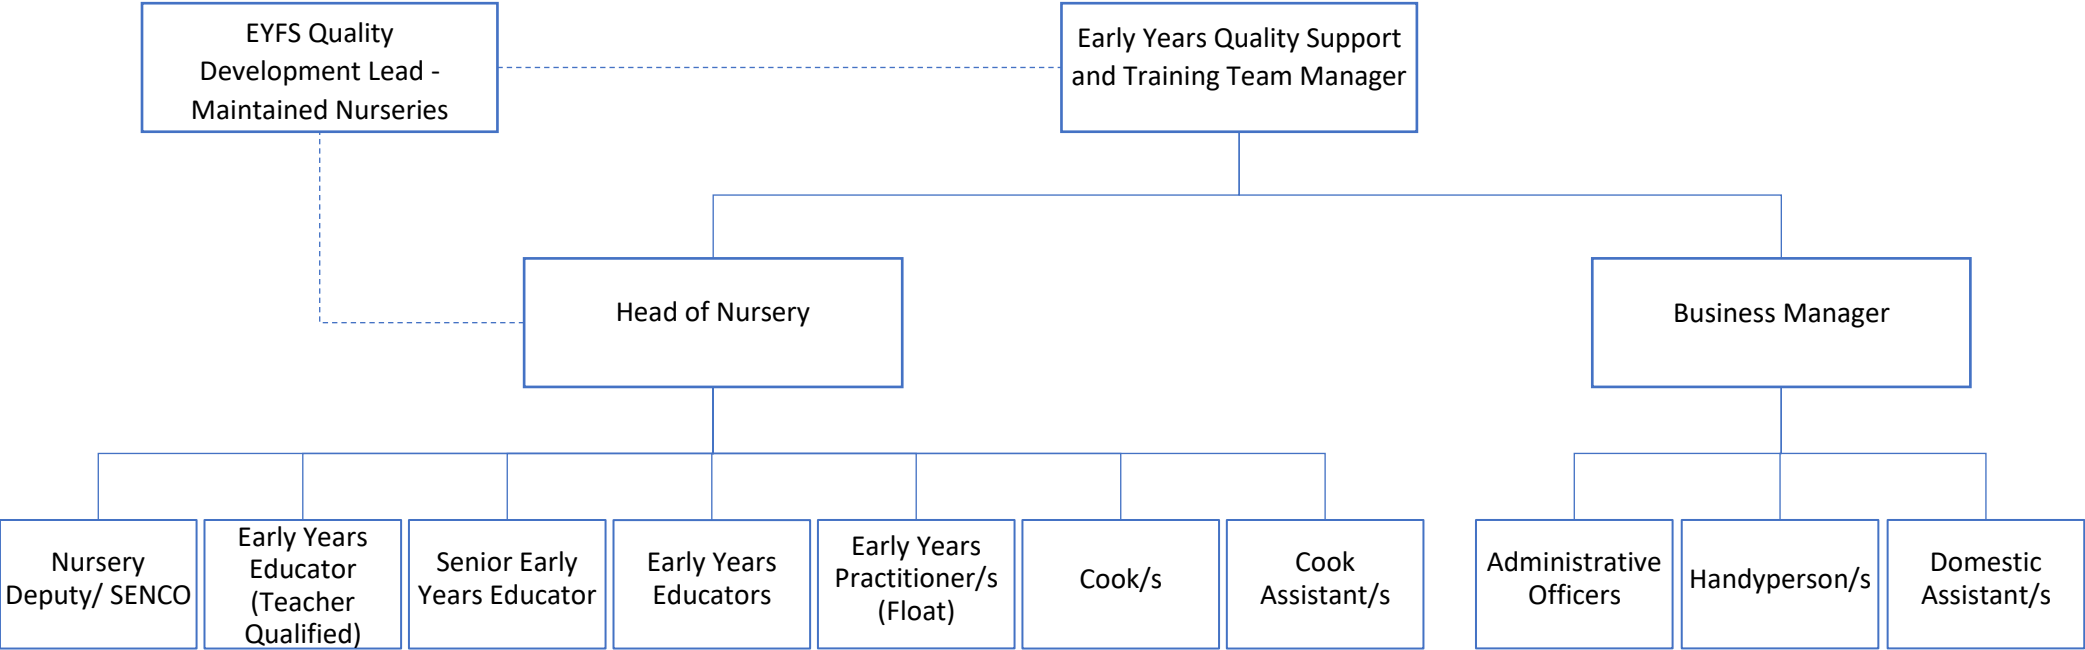 EYFS Quality
Development Lead -
Maintained Nurseries
Early Years Quality Support
and Training Team Manager
Head of Nursery
Business Manager
Nursery
Deputy/ SENCO
Early Years
Educator
(Teacher
Qualified)
Senior Early
Years Educator
Early Years
Educators
Early Years
Practitioner/s
(Float)
Cook/s
Cook
Assistant/s
Administrative
Officers
Handyperson/s
Domestic
Assistant/s